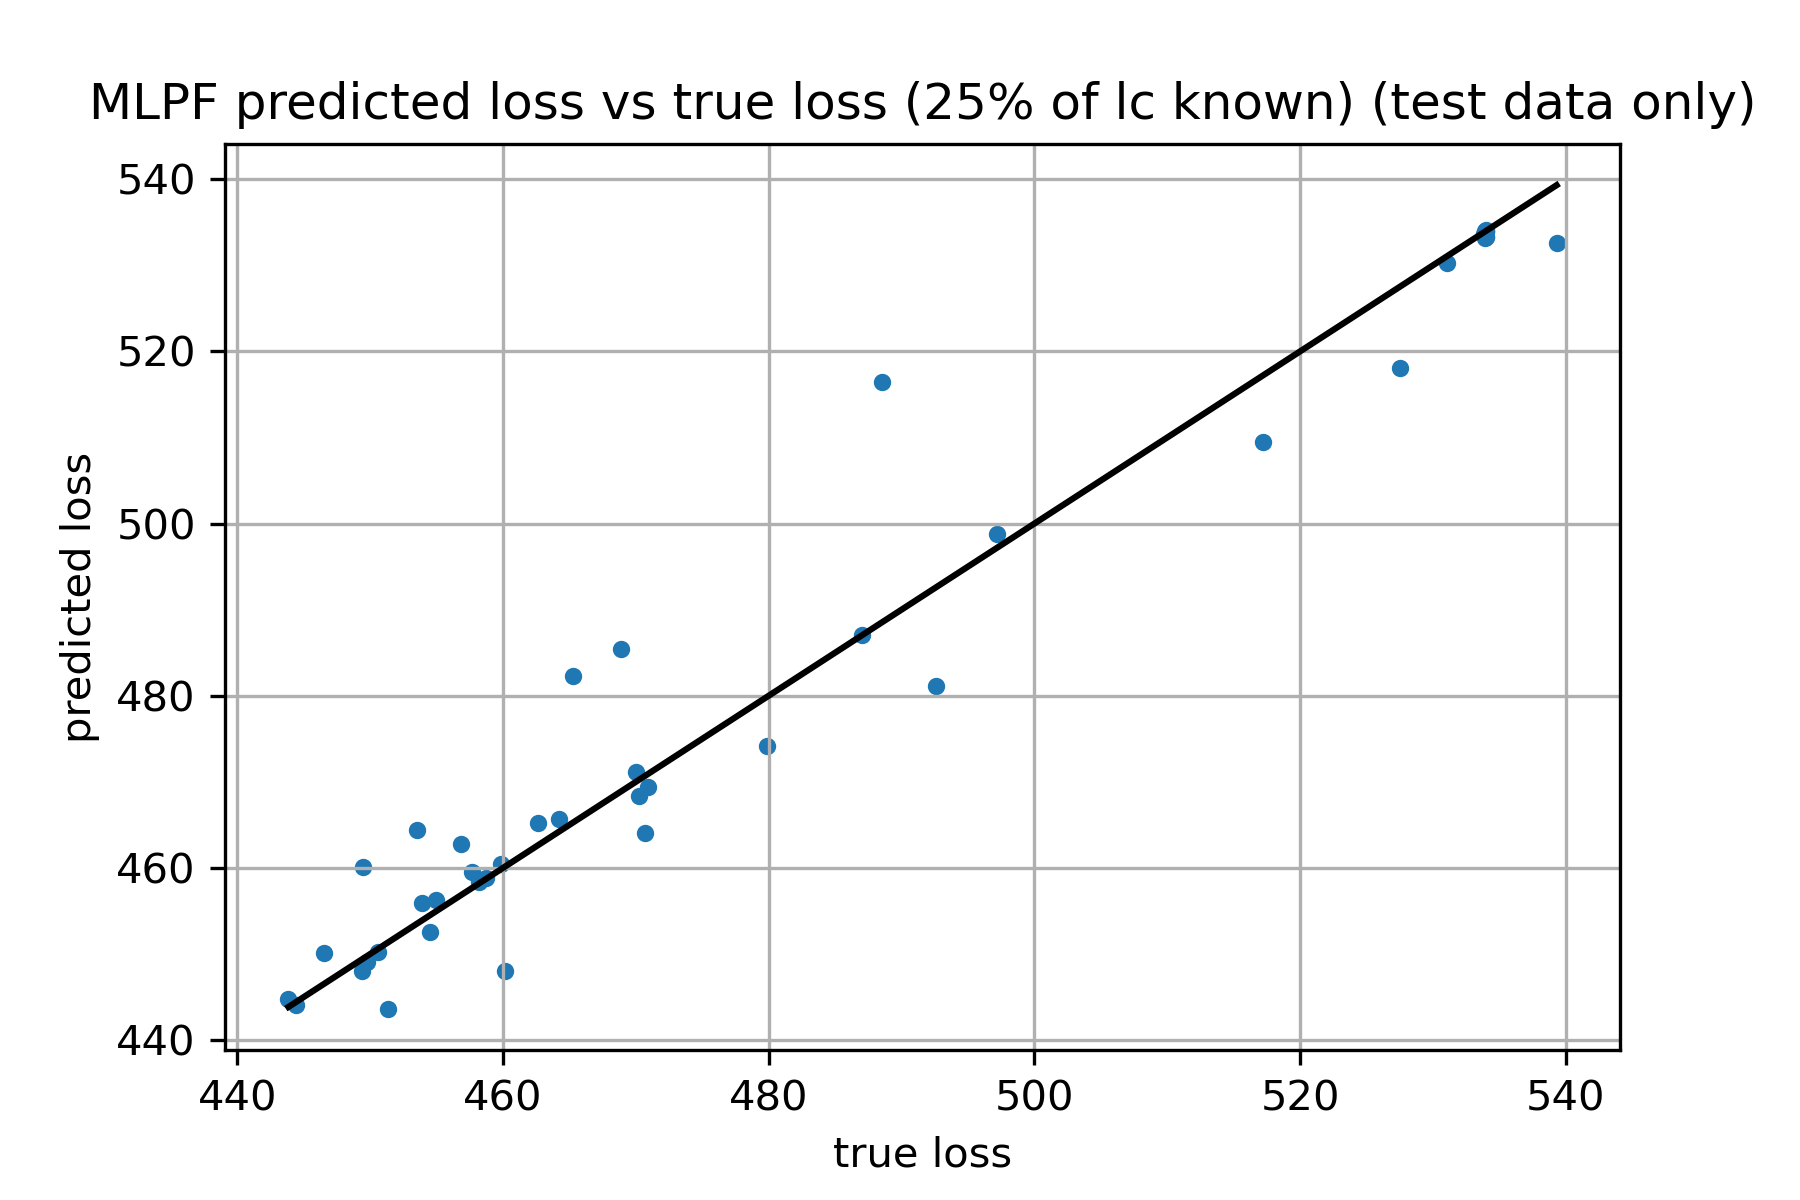 MLPF predicted loss vs true loss (25% of lc known) (test data only)
540
520
500
480
460
440
predicted loss
440 460 480 500 520 540
true loss